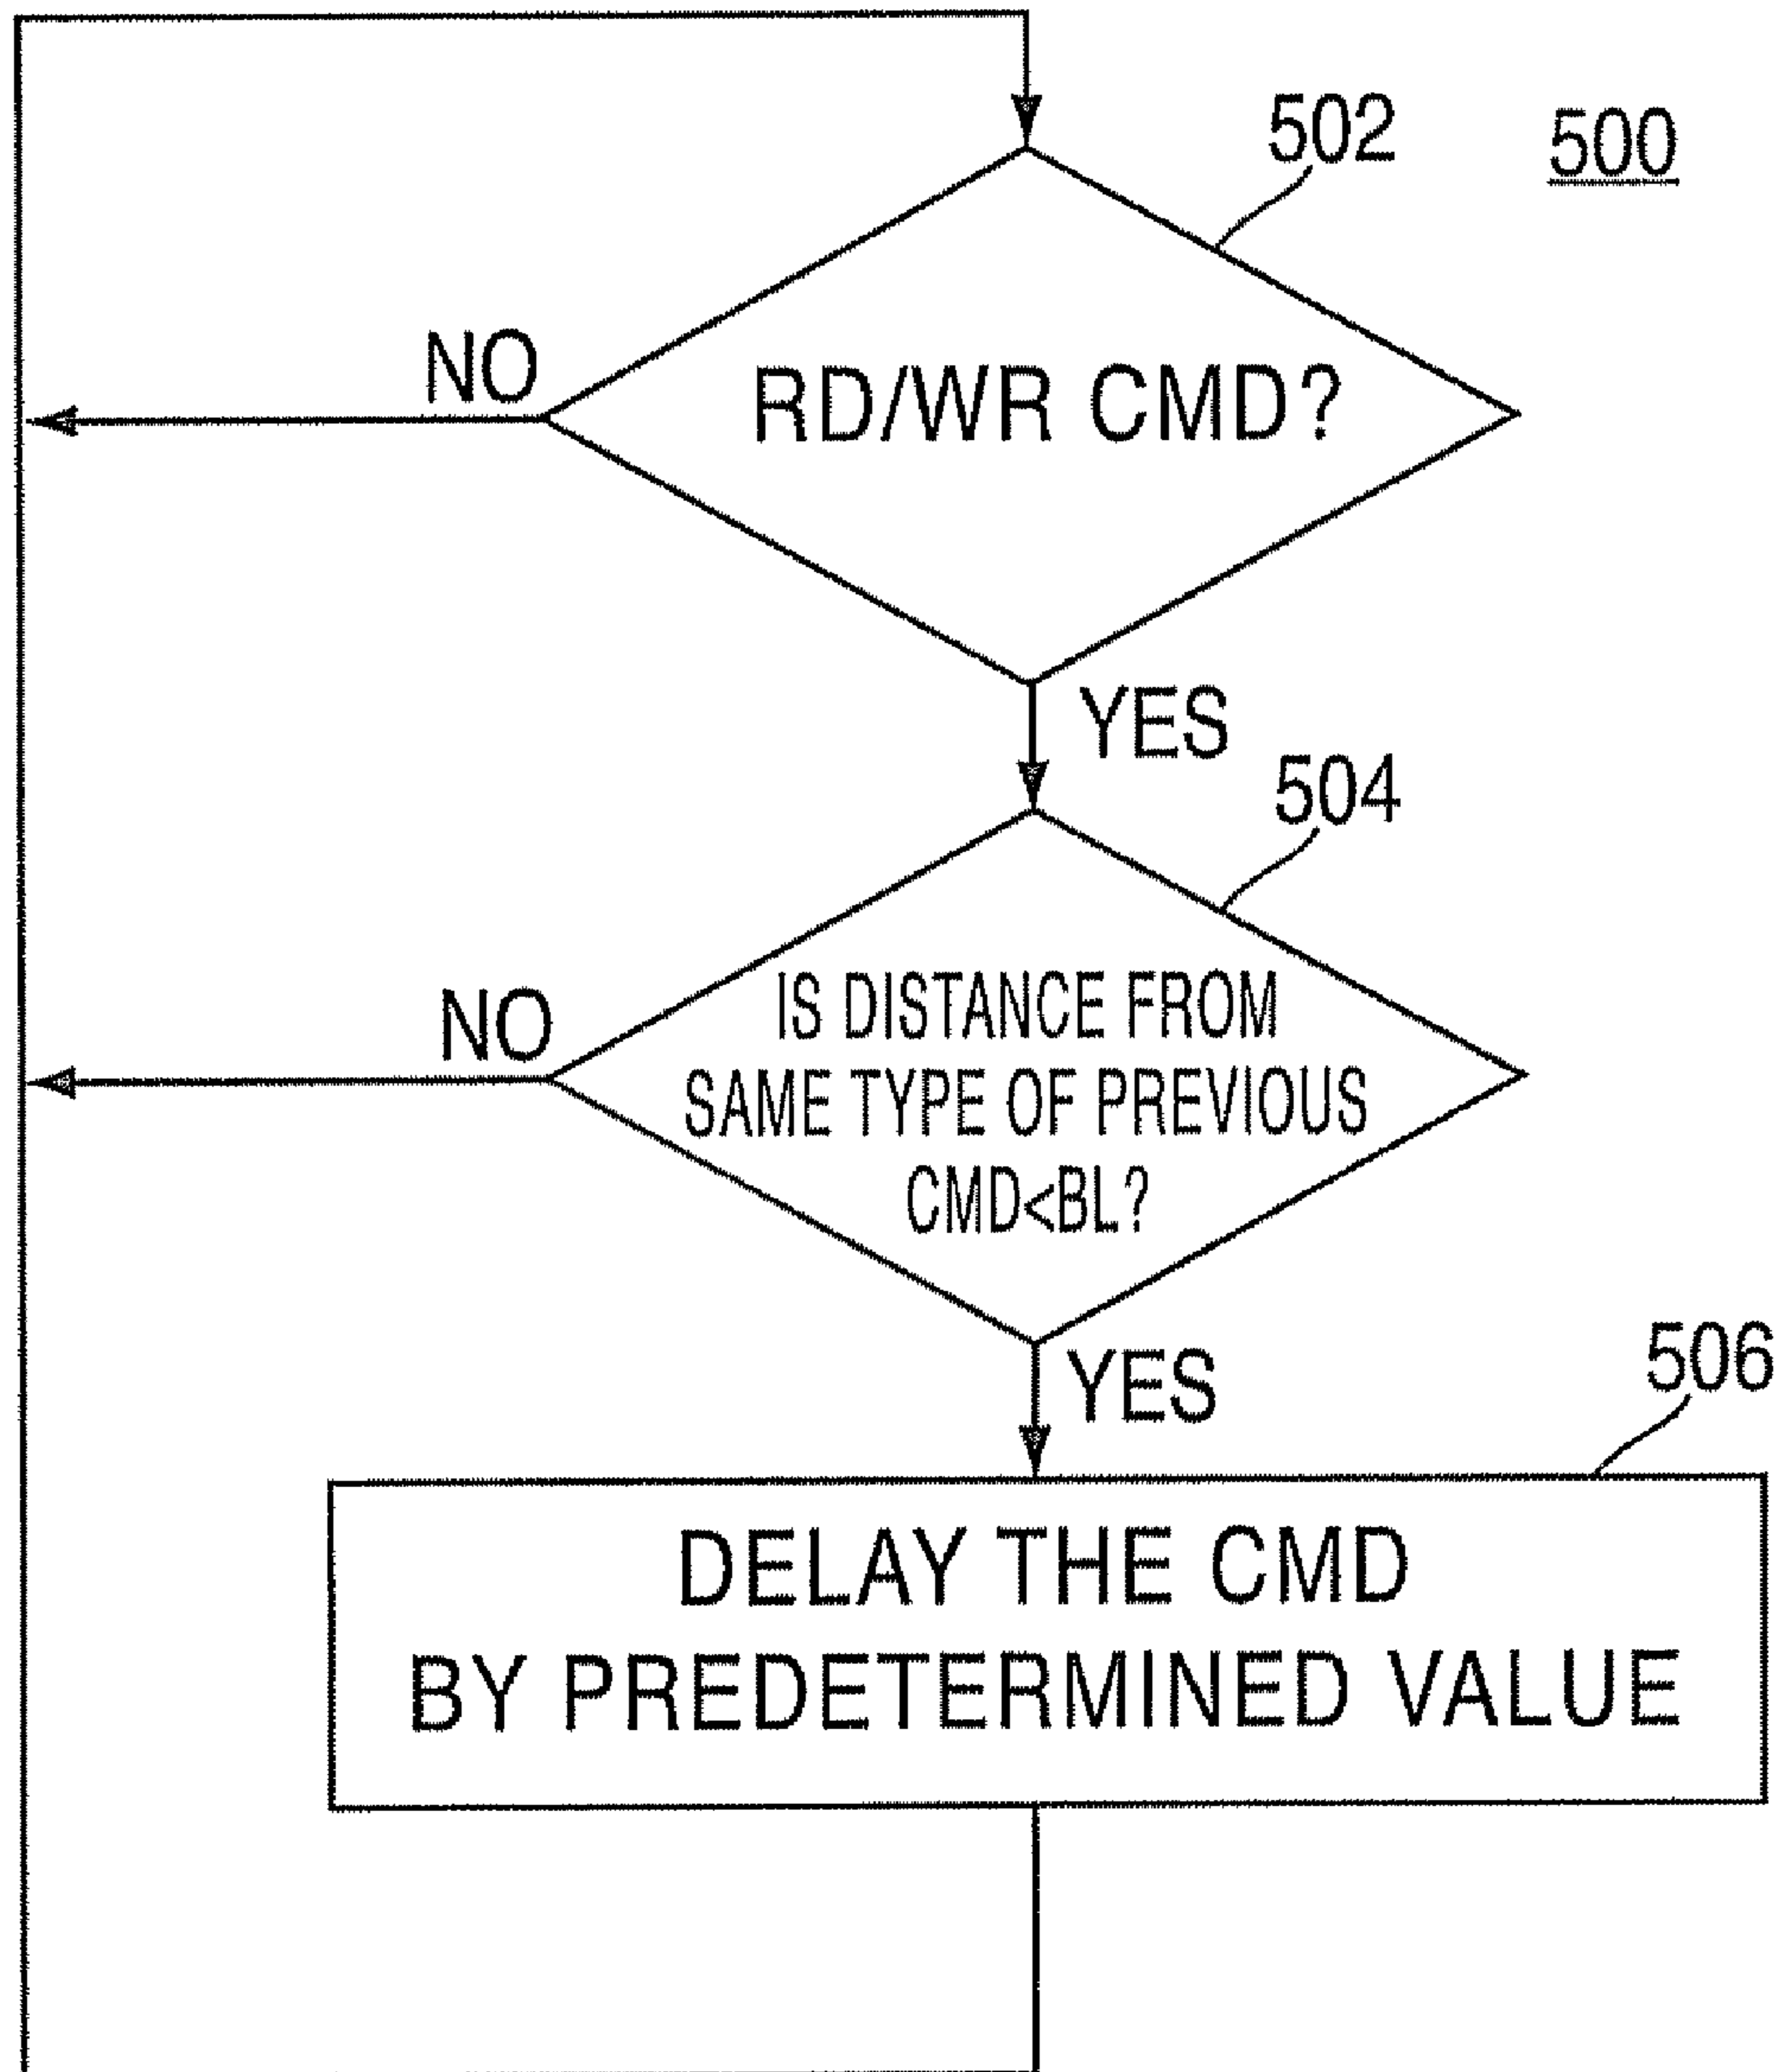 502
500
NO
RD/WR CMD?
YES
504
NO
IS DISTANCE FROM
SAME TYPE OF PREVIOUS
CMD<BL?
YES
506
DELAY THE CMD
BY PREDETERMINED VALUE